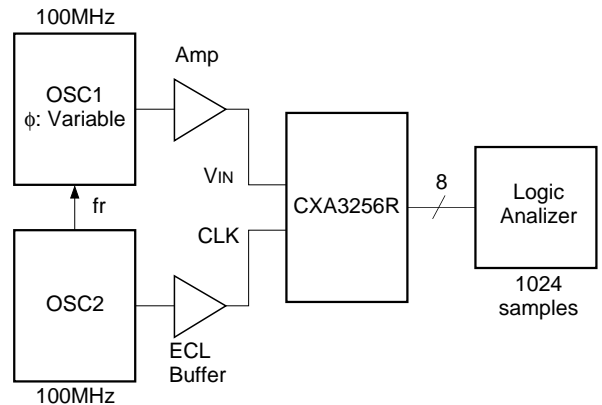 100MHz
OSC1
ϕ: Variable
Amp
fr
VIN
CLK
CXA3256R
8
Logic
Analizer
1024
samples
OSC2
ECL
Buffer
100MHz